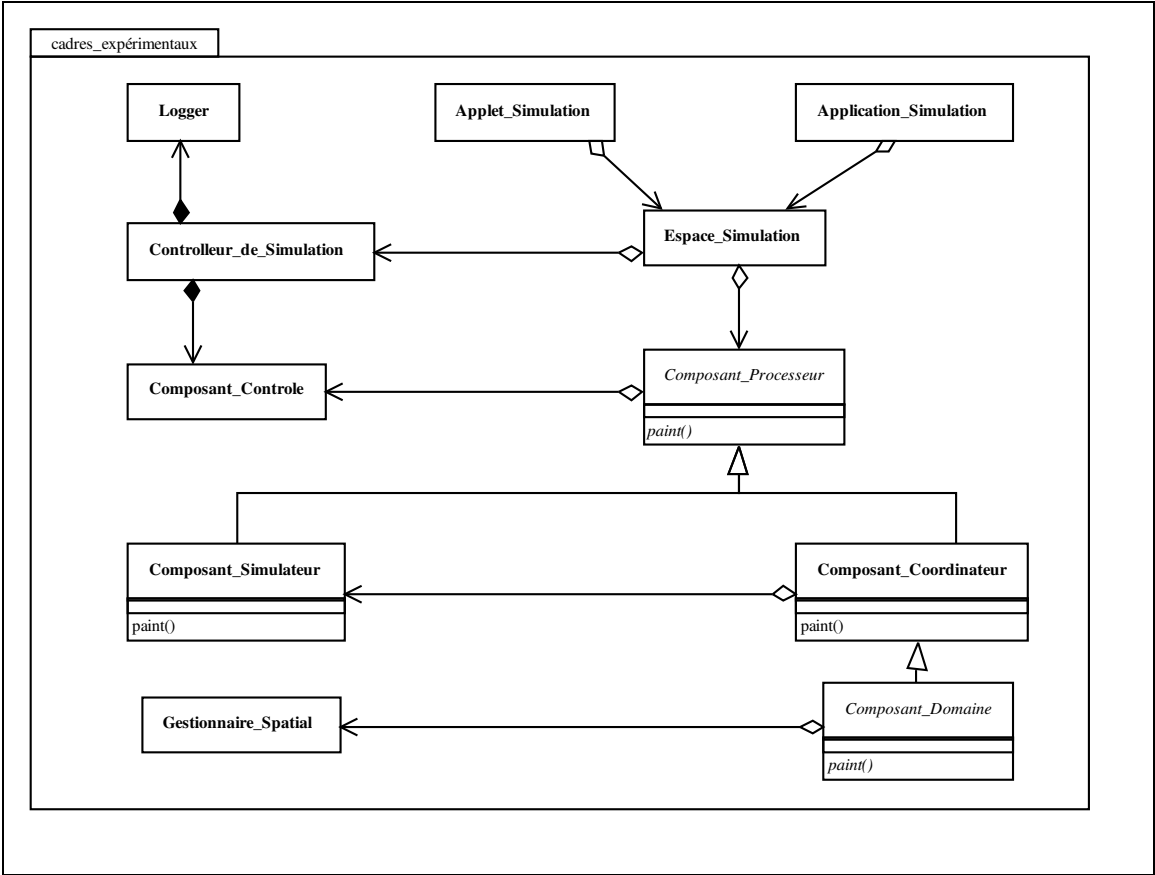 cadres_expérimentaux
Logger
Applet_Simulation
Application_Simulation
Controlleur_de_Simulation
Espace_Simulation
Composant_Controle
Composant_Processeur
paint()
Composant_Simulateur
paint()
Composant_Coordinateur
paint()
Gestionnaire_Spatial
Composant_Domaine
paint()